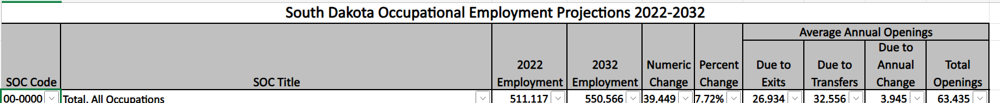 South Dakota Occupational Employment Projections 2022-2032
Average Annual Openings
SOC Code SOC Title 2022 Employment 2032 Employment Numeric Change Percent Change Due to Exits Due to Transfers Due to Annual Change Total Openings
00-0000 Total, All Occupations 511,117 550,566 39,449 7.72% 26,934 32,556 3,945 63,435